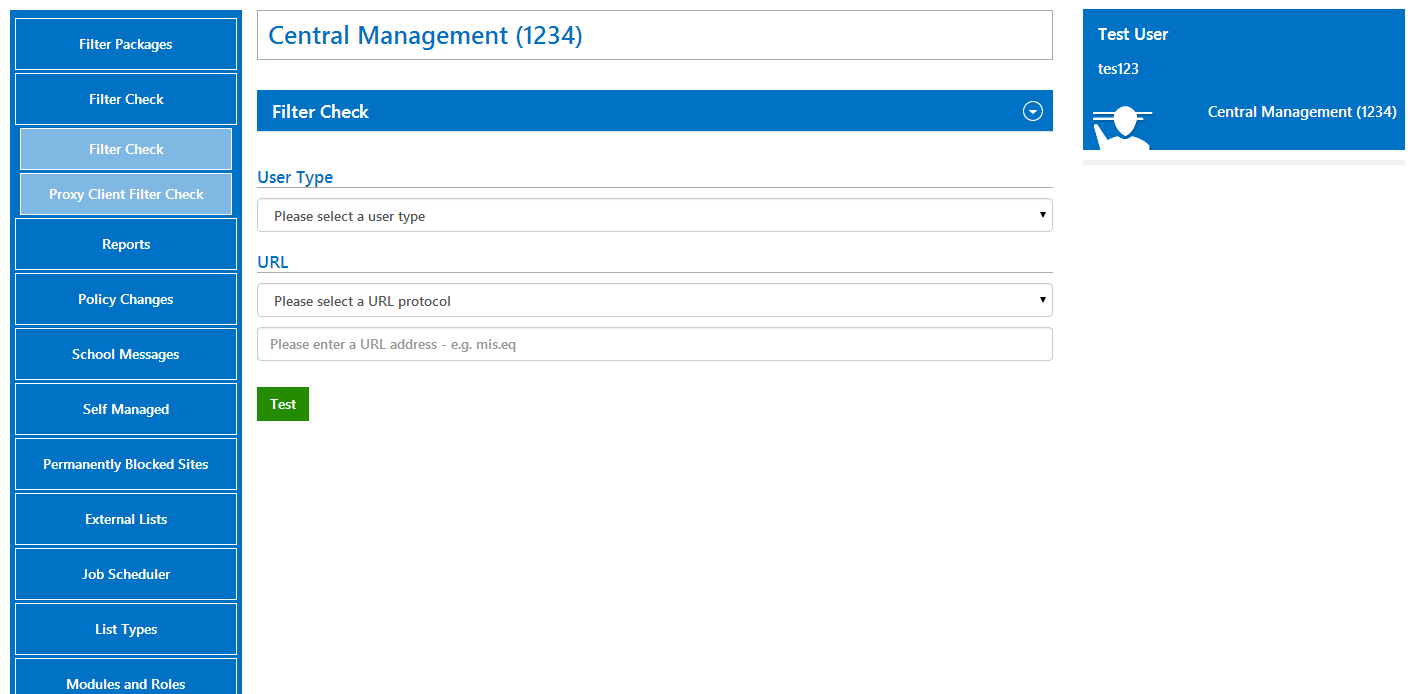 Filter Packages
Filter Check
Filter Check
Proxy Client Filter Check
Reports
Policy Changes
School Messages
Self Managed
Permanently Blocked Sites
External Lists
Job Scheduler
List Types
Modules and Roles
Central Management (1234)
Filter Check
User Type
Please select a user type
URL
Please select a URL protocol
Please enter a URL address - e.g. mis.eq
Test
Test User
tes123
Central Management (1234)